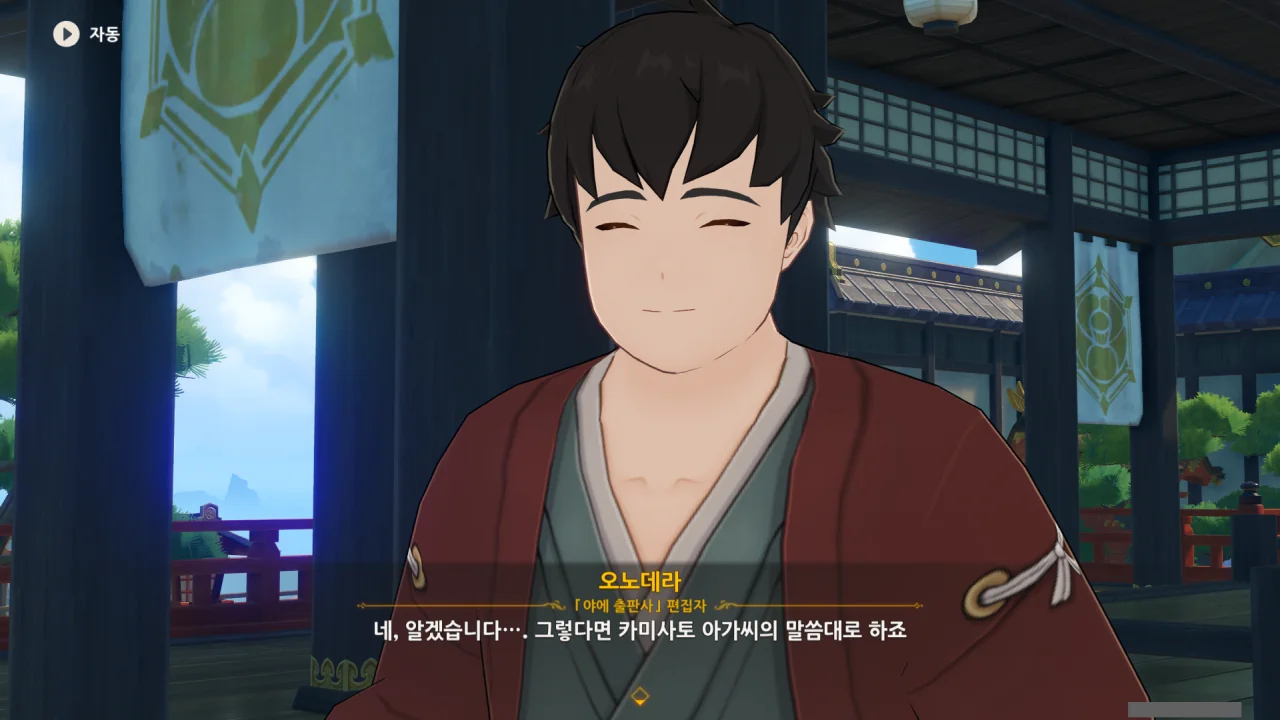 자동
오노데라
「야에 출판사」 편집자
네, 알겠습니다…. 그렇다면 카미사토 아가씨의 말씀대로 하죠